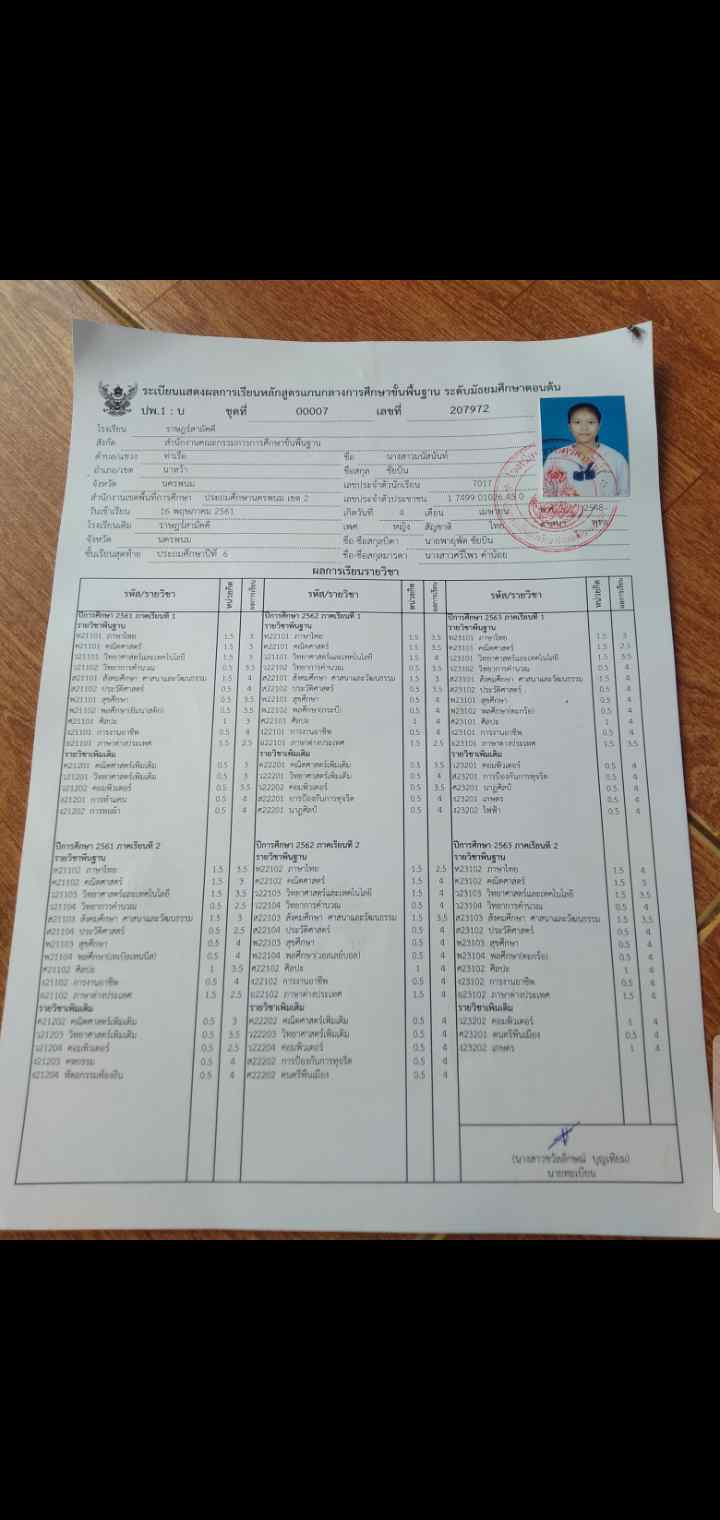 ระเบียนแสดงผลการเรียนหลักสูตรแกนกลางการศึกษาขั้นพื้นฐาน ระดับมัธยมศึกษาตอนต้น
ปพ.1 : บ ชุดที่ 00007 เลขที่ 207972
โรงเรียน ราษฎร์สามัคคี
สังกัด สำนักงานคณะกรรมการการศึกษาขั้นพื้นฐาน
ตำบล/แขวง ท่าเรือ
อำเภอ/เขต นาหว้า
จังหวัด นครพนม
สำนักงานเขตพื้นที่การศึกษา ประถมศึกษานครพนม เขต 2
วันเข้าเรียน 16 พฤษภาคม 2561
โรงเรียนเดิม ราษฎร์สามัคคี
จังหวัด นครพนม
ชั้นเรียนสุดท้าย ประถมศึกษาปีที่ 6
ชื่อ นางสาวมนัสนันท์
ชื่อสกุล ชัยบิน
เลขประจำตัวนักเรียน 7017
เลขประจำตัวประชาชน 1 7499 01026 45 0
เกิดวันที่ 4 เดือน เมษายน 2548
เพศ หญิง สัญชาติ ไทย ศาสนา พุทธ
ชื่อ-ชื่อสกุลบิดา นายพายุพัด ชัยบิน
ชื่อ-ชื่อสกุลมารดา นางสาวศรีไพร คำน้อย
ผลการเรียนรายวิชา
รหัส/รายวิชา หน่วยกิต ผลการเรียน รหัส/รายวิชา หน่วยกิต ผลการเรียน รหัส/รายวิชา หน่วยกิต ผลการเรียน
ปีการศึกษา 2561 ภาคเรียนที่ 1
รายวิชาพื้นฐาน
ท21101 ภาษาไทย 1.5 3
ค21101 คณิตศาสตร์ 1.5 3
ว21101 วิทยาศาสตร์และเทคโนโลยี 1.5 3
ว21102 วิทยาการคำนวณ 0.5 3.5
ส21101 สังคมศึกษา ศาสนาและวัฒนธรรม 1.5 4
ส21102 ประวัติศาสตร์ 0.5 4
พ21101 สุขศึกษา 0.5 3.5
พ21102 พลศึกษา(ยิมนาสติก) 0.5 3.5
ศ21101 ศิลปะ 1 3
ง21101 การงานอาชีพ 0.5 4
อ21101 ภาษาต่างประเทศ 1.5 2.5
รายวิชาเพิ่มเติม
ค21201 คณิตศาสตร์เพิ่มเติม 0.5 3
ว21201 วิทยาศาสตร์เพิ่มเติม 0.5 3
ว21202 คอมพิวเตอร์ 0.5 3.5
ง21201 การทำแคน 0.5 4
ง21202 การทอผ้า 0.5 4
ปีการศึกษา 2561 ภาคเรียนที่ 2
รายวิชาพื้นฐาน
ท21102 ภาษาไทย 1.5 3.5
ค21102 คณิตศาสตร์ 1.5 3
ว21103 วิทยาศาสตร์และเทคโนโลยี 1.5 3.5
ว21104 วิทยาการคำนวณ 0.5 2.5
ส21103 สังคมศึกษา ศาสนาและวัฒนธรรม 1.5 3
ส21104 ประวัติศาสตร์ 0.5 2.5
พ21103 สุขศึกษา 0.5 4
พ21104 พลศึกษา(เทเบิลเทนนิส) 0.5 4
ศ21102 ศิลปะ 1 3.5
ง21102 การงานอาชีพ 0.5 4
อ21102 ภาษาต่างประเทศ 1.5 2.5
รายวิชาเพิ่มเติม
ค21202 คณิตศาสตร์เพิ่มเติม 0.5 3
ว21203 วิทยาศาสตร์เพิ่มเติม 0.5 3.5
ว21204 คอมพิวเตอร์ 0.5 2.5
ง21203 คหกรรม 0.5 4
ง21204 หัตถกรรมท้องถิ่น 0.5 4
ปีการศึกษา 2562 ภาคเรียนที่ 1
รายวิชาพื้นฐาน
ท22101 ภาษาไทย 1.5 3.5
ค22101 คณิตศาสตร์ 1.5 3.5
ว22101 วิทยาศาสตร์และเทคโนโลยี 1.5 4
ว22102 วิทยาการคำนวณ 0.5 3.5
ส22101 สังคมศึกษา ศาสนาและวัฒนธรรม 1.5 3
ส22102 ประวัติศาสตร์ 0.5 3.5
พ22101 สุขศึกษา 0.5 4
พ22102 พลศึกษา(กระบี่) 0.5 4
ศ22101 ศิลปะ 1 4
ง22101 การงานอาชีพ 0.5 4
อ22101 ภาษาต่างประเทศ 1.5 2.5
รายวิชาเพิ่มเติม
ค22201 คณิตศาสตร์เพิ่มเติม 0.5 3.5
ว22201 วิทยาศาสตร์เพิ่มเติม 0.5 4
ว22202 คอมพิวเตอร์ 0.5 3.5
ส22201 การป้องกันการทุจริต 0.5 4
ศ22201 นาฏศิลป์ 0.5 4
ปีการศึกษา 2562 ภาคเรียนที่ 2
รายวิชาพื้นฐาน
ท22102 ภาษาไทย 1.5 2.5
ค22102 คณิตศาสตร์ 1.5 4
ว22103 วิทยาศาสตร์และเทคโนโลยี 1.5 4
ว22104 วิทยาการคำนวณ 0.5 4
ส22103 สังคมศึกษา ศาสนาและวัฒนธรรม 1.5 3.5
ส22104 ประวัติศาสตร์ 0.5 4
พ22103 สุขศึกษา 0.5 4
พ22104 พลศึกษา(วอลเลย์บอล) 0.5 4
ศ22102 ศิลปะ 1 4
ง22102 การงานอาชีพ 0.5 4
อ22102 ภาษาต่างประเทศ 1.5 4
รายวิชาเพิ่มเติม
ค22202 คณิตศาสตร์เพิ่มเติม 0.5 4
ว22203 วิทยาศาสตร์เพิ่มเติม 0.5 4
ว22204 คอมพิวเตอร์ 0.5 4
ส22202 การป้องกันการทุจริต 0.5 4
ศ22202 ดนตรีพื้นเมือง 0.5 4
ปีการศึกษา 2563 ภาคเรียนที่ 1
รายวิชาพื้นฐาน
ท23101 ภาษาไทย 1.5 3
ค23101 คณิตศาสตร์ 1.5 2.5
ว23101 วิทยาศาสตร์และเทคโนโลยี 1.5 3.5
ว23102 วิทยาการคำนวณ 0.5 4
ส23101 สังคมศึกษา ศาสนาและวัฒนธรรม 1.5 4
ส23102 ประวัติศาสตร์ 0.5 4
พ23101 สุขศึกษา 0.5 4
พ23102 พลศึกษา(ตะกร้อ) 0.5 4
ศ23101 ศิลปะ 1 4
ง23101 การงานอาชีพ 0.5 4
อ23101 ภาษาต่างประเทศ 1.5 3.5
รายวิชาเพิ่มเติม
ว23201 คอมพิวเตอร์ 0.5 4
ส23201 การป้องกันการทุจริต 0.5 4
ศ23201 นาฏศิลป์ 0.5 4
ง23201 เกษตร 0.5 4
ง23202 ไฟฟ้า 0.5 4
ปีการศึกษา 2563 ภาคเรียนที่ 2
รายวิชาพื้นฐาน
ท23102 ภาษาไทย 1.5 4
ค23102 คณิตศาสตร์ 1.5 3
ว23103 วิทยาศาสตร์และเทคโนโลยี 1.5 3.5
ว23104 วิทยาการคำนวณ 0.5 4
ส23103 สังคมศึกษา ศาสนาและวัฒนธรรม 1.5 3.5
ส23102 ประวัติศาสตร์ 0.5 4
พ23103 สุขศึกษา 0.5 4
พ23104 พลศึกษา(ตะกร้อ) 0.5 4
ศ23102 ศิลปะ 1 4
ง23102 การงานอาชีพ 0.5 4
อ23102 ภาษาต่างประเทศ 1.5 4
รายวิชาเพิ่มเติม
ว23202 คอมพิวเตอร์ 1 4
ศ23201 ดนตรีพื้นเมือง 0.5 4
ง23202 เกษตร 1 4
(นางสาวขวัลลักษณ์ บุญเทียม)
นายทะเบียน